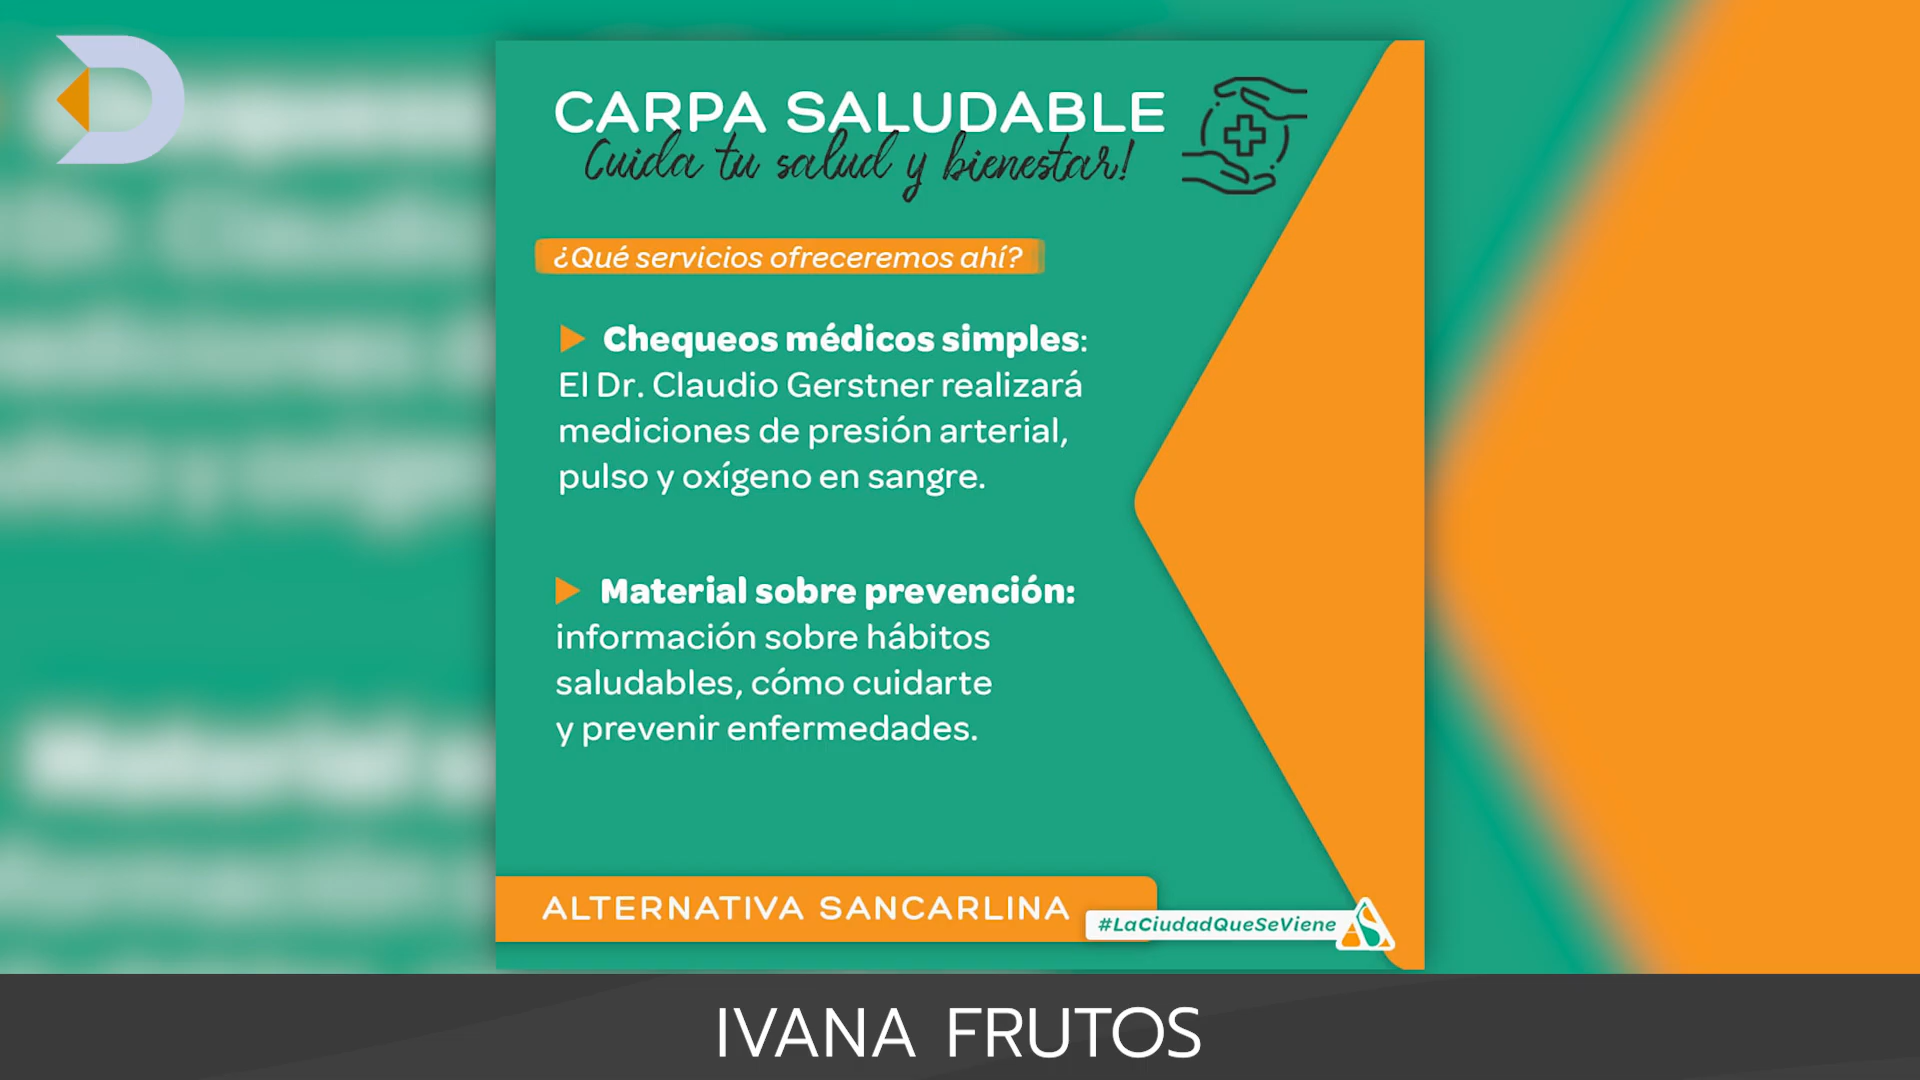 CARPA SALUDABLE
Cuida tu salud y bienestar!
¿Qué servicios ofreceremos ahí?
Chequeos médicos simples:
El Dr. Claudio Gerstner realizará
mediciones de presión arterial,
pulso y oxígeno en sangre.
Material sobre prevención:
información sobre hábitos
saludables, cómo cuidarte
y prevenir enfermedades.
ALTERNATIVA SANCARLINA
#LaCiudadQueSeViene
IVANA FRUTOS